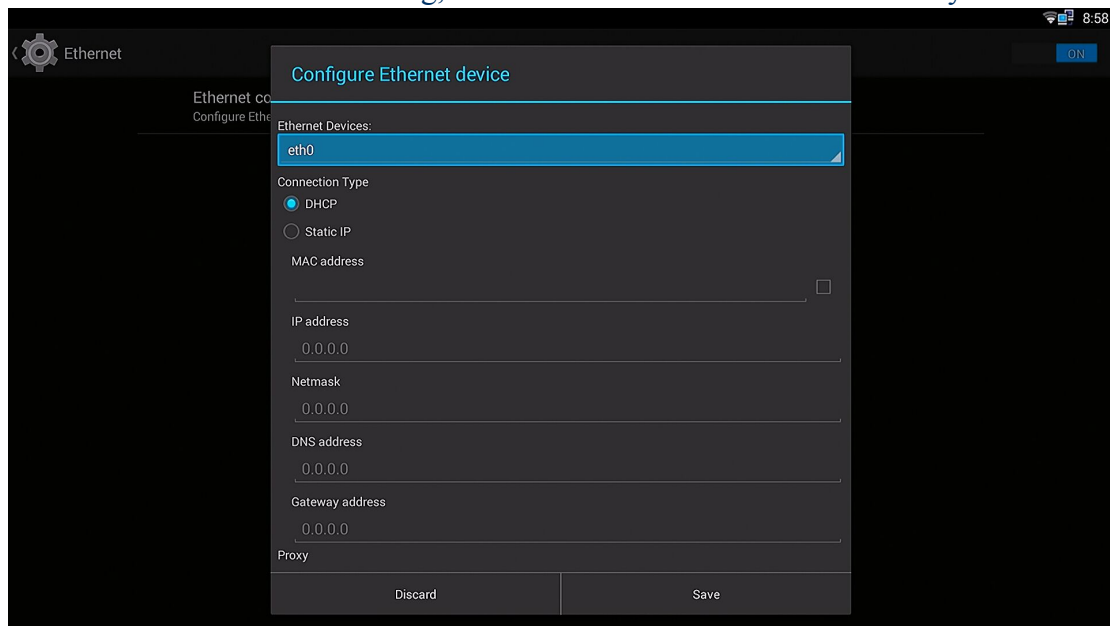 8:58
Ethernet
ON
Ethernet
Configure
Configure Ethernet device
Ethernet Devices:
eth0
Connection Type
DHCP
Static IP
MAC address
IP address
0.0.0.0
Netmask
0.0.0.0
DNS address
0.0.0.0
Gateway address
0.0.0.0
Proxy
Discard
Save